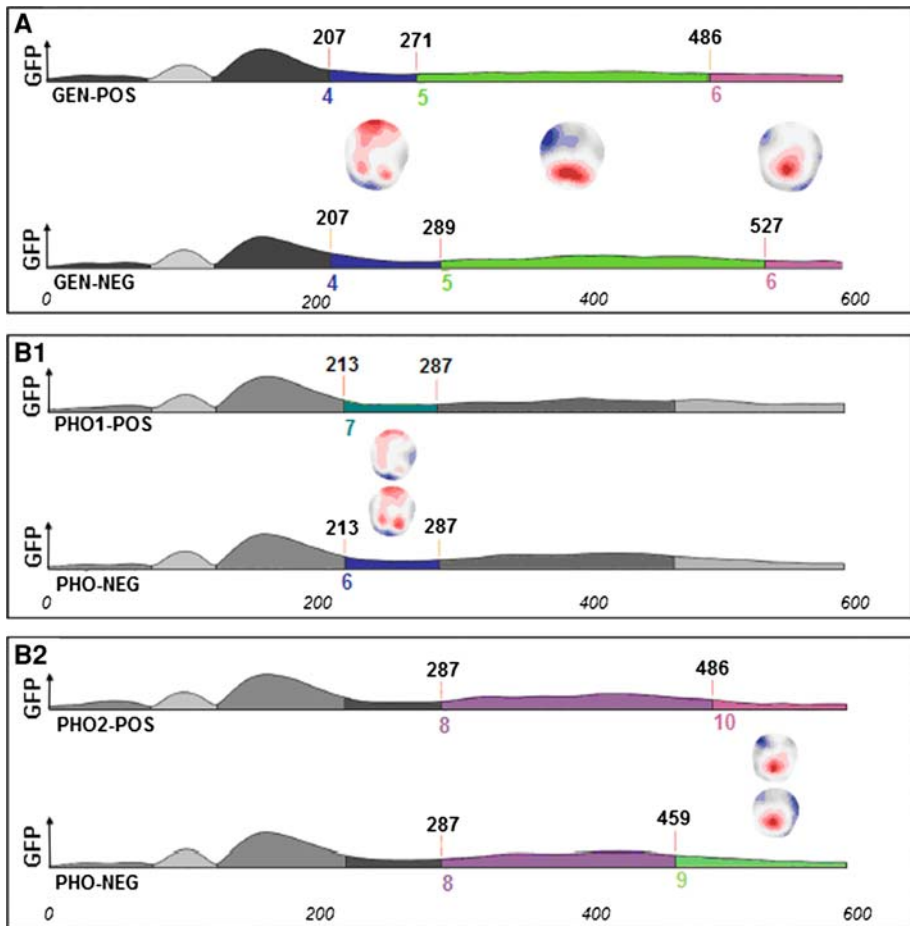 A
207 271 486
GFP
GEN-POS 4 5 6
207 289 527
GFP
GEN-NEG 4 5 6
0 200 400 600
B1
213 287
GFP
PHO1-POS 7
213 287
GFP
PHO-NEG 6
0 200 400 600
B2
287 486
GFP
PHO2-POS 8 10
287 459
GFP
PHO-NEG 8 9
0 200 400 600